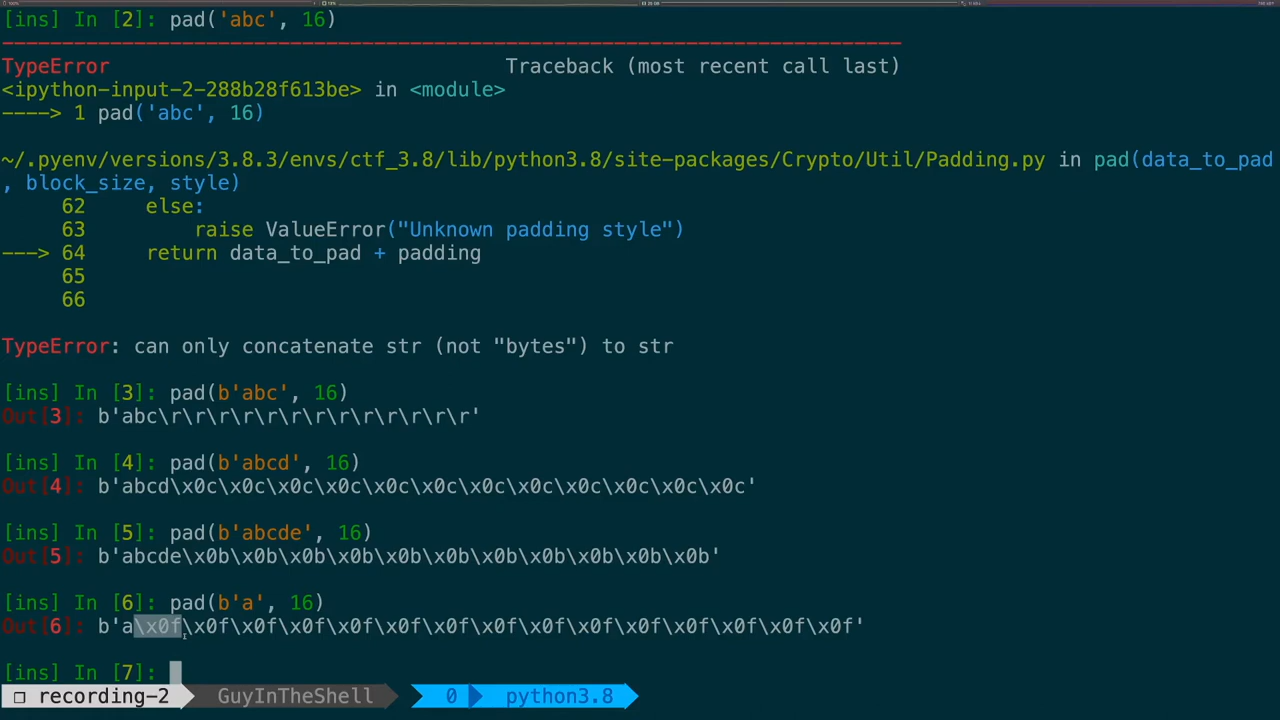 [ins] In [2]: pad('abc', 16)
---------------------------------------------------------------------------
TypeError                                 Traceback (most recent call last)
<ipython-input-2-288b28f613be> in <module>
----> 1 pad('abc', 16)
~/.pyenv/versions/3.8.3/envs/ctf_3.8/lib/python3.8/site-packages/Crypto/Util/Padding.py in pad(data_to_pad
, block_size, style)
     62     else:
     63         raise ValueError("Unknown padding style")
---> 64     return data_to_pad + padding
     65
     66
TypeError: can only concatenate str (not "bytes") to str
[ins] In [3]: pad(b'abc', 16)
Out[3]: b'abc\r\r\r\r\r\r\r\r\r\r\r\r\r'
[ins] In [4]: pad(b'abcd', 16)
Out[4]: b'abcd\x0c\x0c\x0c\x0c\x0c\x0c\x0c\x0c\x0c\x0c\x0c\x0c'
[ins] In [5]: pad(b'abcde', 16)
Out[5]: b'abcde\x0b\x0b\x0b\x0b\x0b\x0b\x0b\x0b\x0b\x0b\x0b'
[ins] In [6]: pad(b'a', 16)
Out[6]: b'a\x0f\x0f\x0f\x0f\x0f\x0f\x0f\x0f\x0f\x0f\x0f\x0f\x0f\x0f\x0f'
[ins] In [7]:
recording-2 GuyInTheShell 0 python3.8